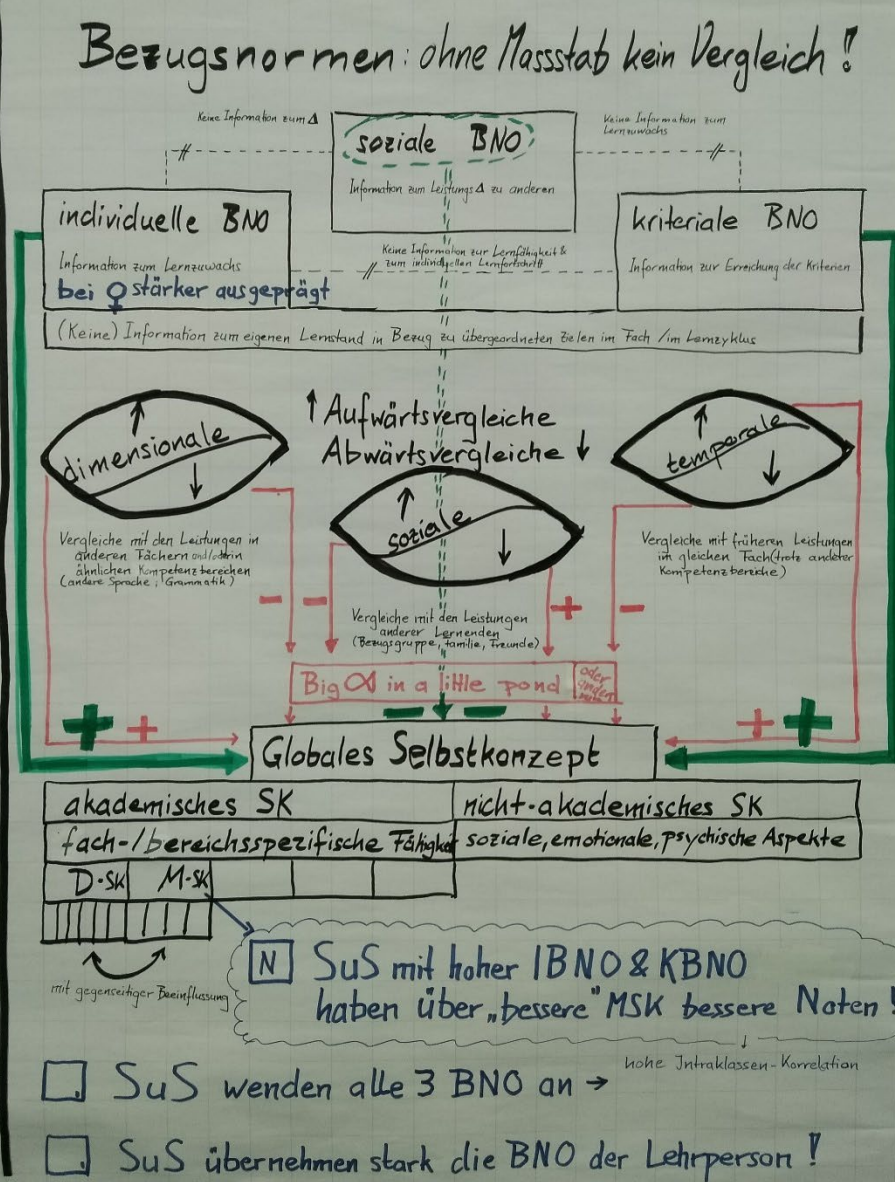 Bezugsnormen: ohne Massstab kein Vergleich!
Keine Information zum Δ
soziale BNO
Information zum Leistungs Δ zu anderen
Keine Information zum
Lernzuwachs
individuelle BNO
Information zum Lernzuwachs
bei ♀ stärker ausgeprägt
Keine Information zur Lernfähigkeit &
zum individuellen Lernfortschritt
kriteriale BNO
Information zur Erreichung der Kriterien
(Keine) Information zum eigenen Lernstand in Bezug zu übergeordneten Zielen im Fach / im Lernzyklus
↑ Aufwärtsvergleiche
Abwärtsvergleiche ↓
dimensionale
Vergleiche mit den Leistungen in
anderen Fächern und/oder in
ähnlichen Kompetenzbereichen
(andere Sprache, Grammatik)
soziale
Vergleiche mit den Leistungen
anderer Lernenden
(Bezugsgruppe, Familie, Freunde)
temporale
Vergleiche mit früheren Leistungen
im gleichen Fach (trotz anderer
Kompetenzbereiche)
− − + −
Big in a little pond
oder
− −
+ +
+ +
Globales Selbstkonzept
akademisches SK
nicht-akademisches SK
fach-/bereichsspezifische Fähigkeit
soziale, emotionale, psychische Aspekte
D-SK M-SK
mit gegenseitiger Beeinflussung
N SuS mit hoher IBNO & KBNO
haben über „bessere" MSK bessere Noten!
hohe Intraklassen-Korrelation
SuS wenden alle 3 BNO an →
SuS übernehmen stark die BNO der Lehrperson!